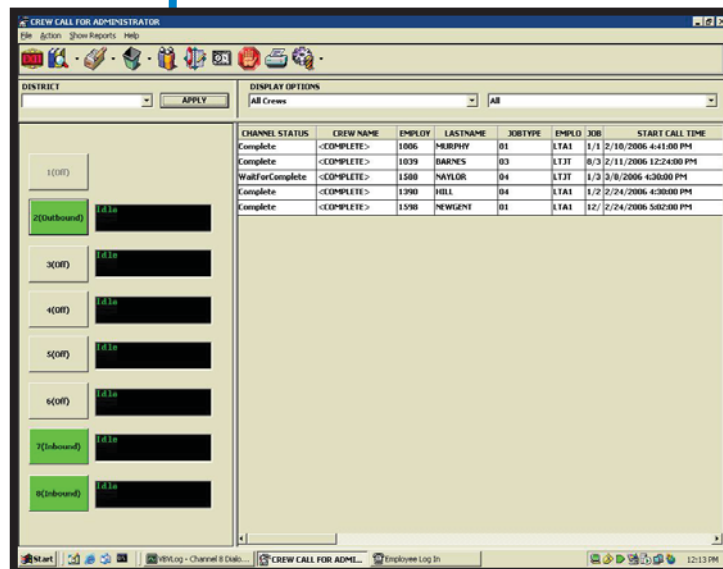 CREW CALL FOR ADMINISTRATOR
File Action Show Reports Help
ON
DISTRICT
APPLY
DISPLAY OPTIONS
All Crews
All
CHANNEL STATUS CREW NAME EMPLOY LASTNAME JOBTYPE EMPLO JOB START CALL TIME
Complete <COMPLETE> 1006 MURPHY 01 LTA1 1/1 2/10/2006 4:41:00 PM
Complete <COMPLETE> 1039 BARNES 03 LTJT 8/3 2/11/2006 12:24:00 PM
WaitForComplete <COMPLETE> 1588 NAYLOR 04 LTJT 1/3 3/8/2006 4:30:00 PM
Complete <COMPLETE> 1390 HILL 04 LTA1 1/2 2/24/2006 4:30:00 PM
Complete <COMPLETE> 1598 NEWGENT 01 LTA1 12/ 2/24/2006 5:02:00 PM
1(Off)
2(Outbound) Idle
3(Off) Idle
4(Off) Idle
5(Off) Idle
6(Off) Idle
7(Inbound) Idle
8(Inbound) Idle
Start VBVLog - Channel 8 Dialo... CREW CALL FOR ADMI... Employee Log In 12:13 PM